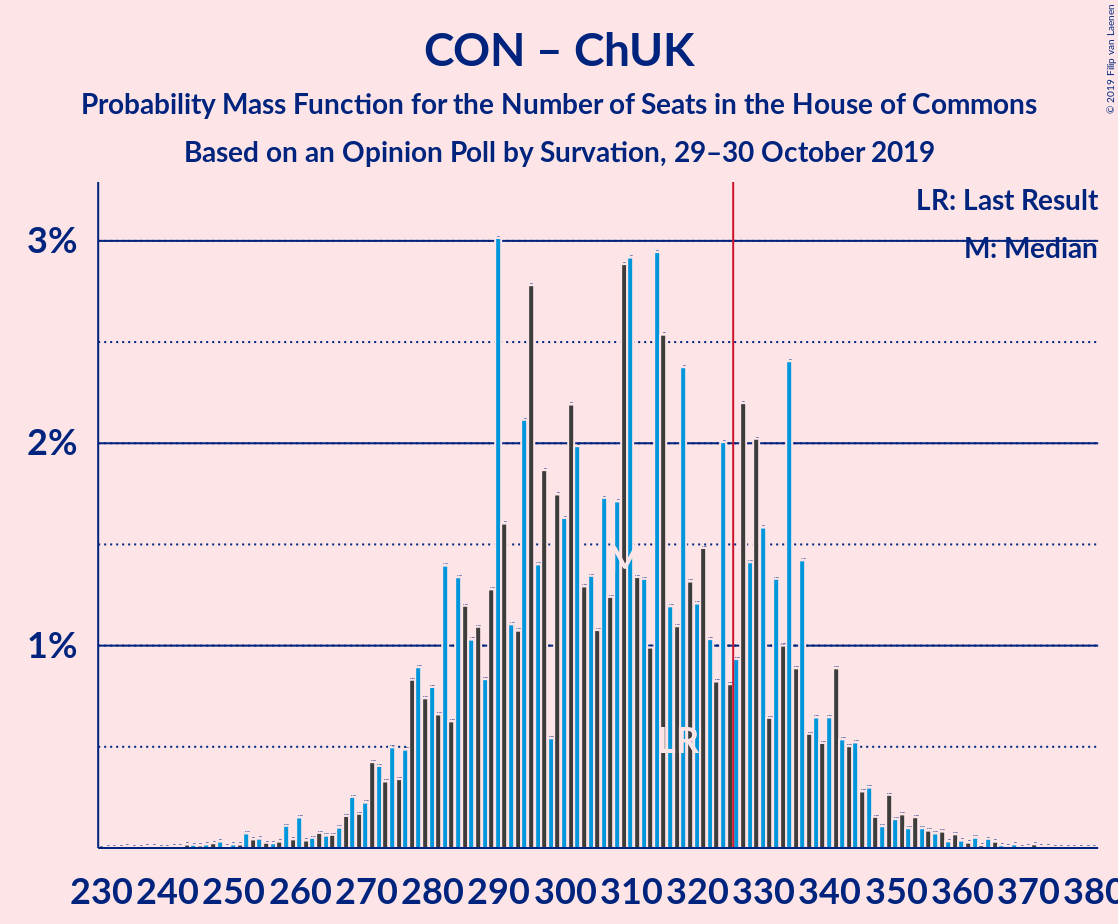 CON – ChUK
Probability Mass Function for the Number of Seats in the House of Commons
Based on an Opinion Poll by Survation, 29–30 October 2019
© 2019 Filip van Laenen
LR: Last Result
M: Median
3%
2%
1%
M
LR
230 240 250 260 270 280 290 300 310 320 330 340 350 360 370 380